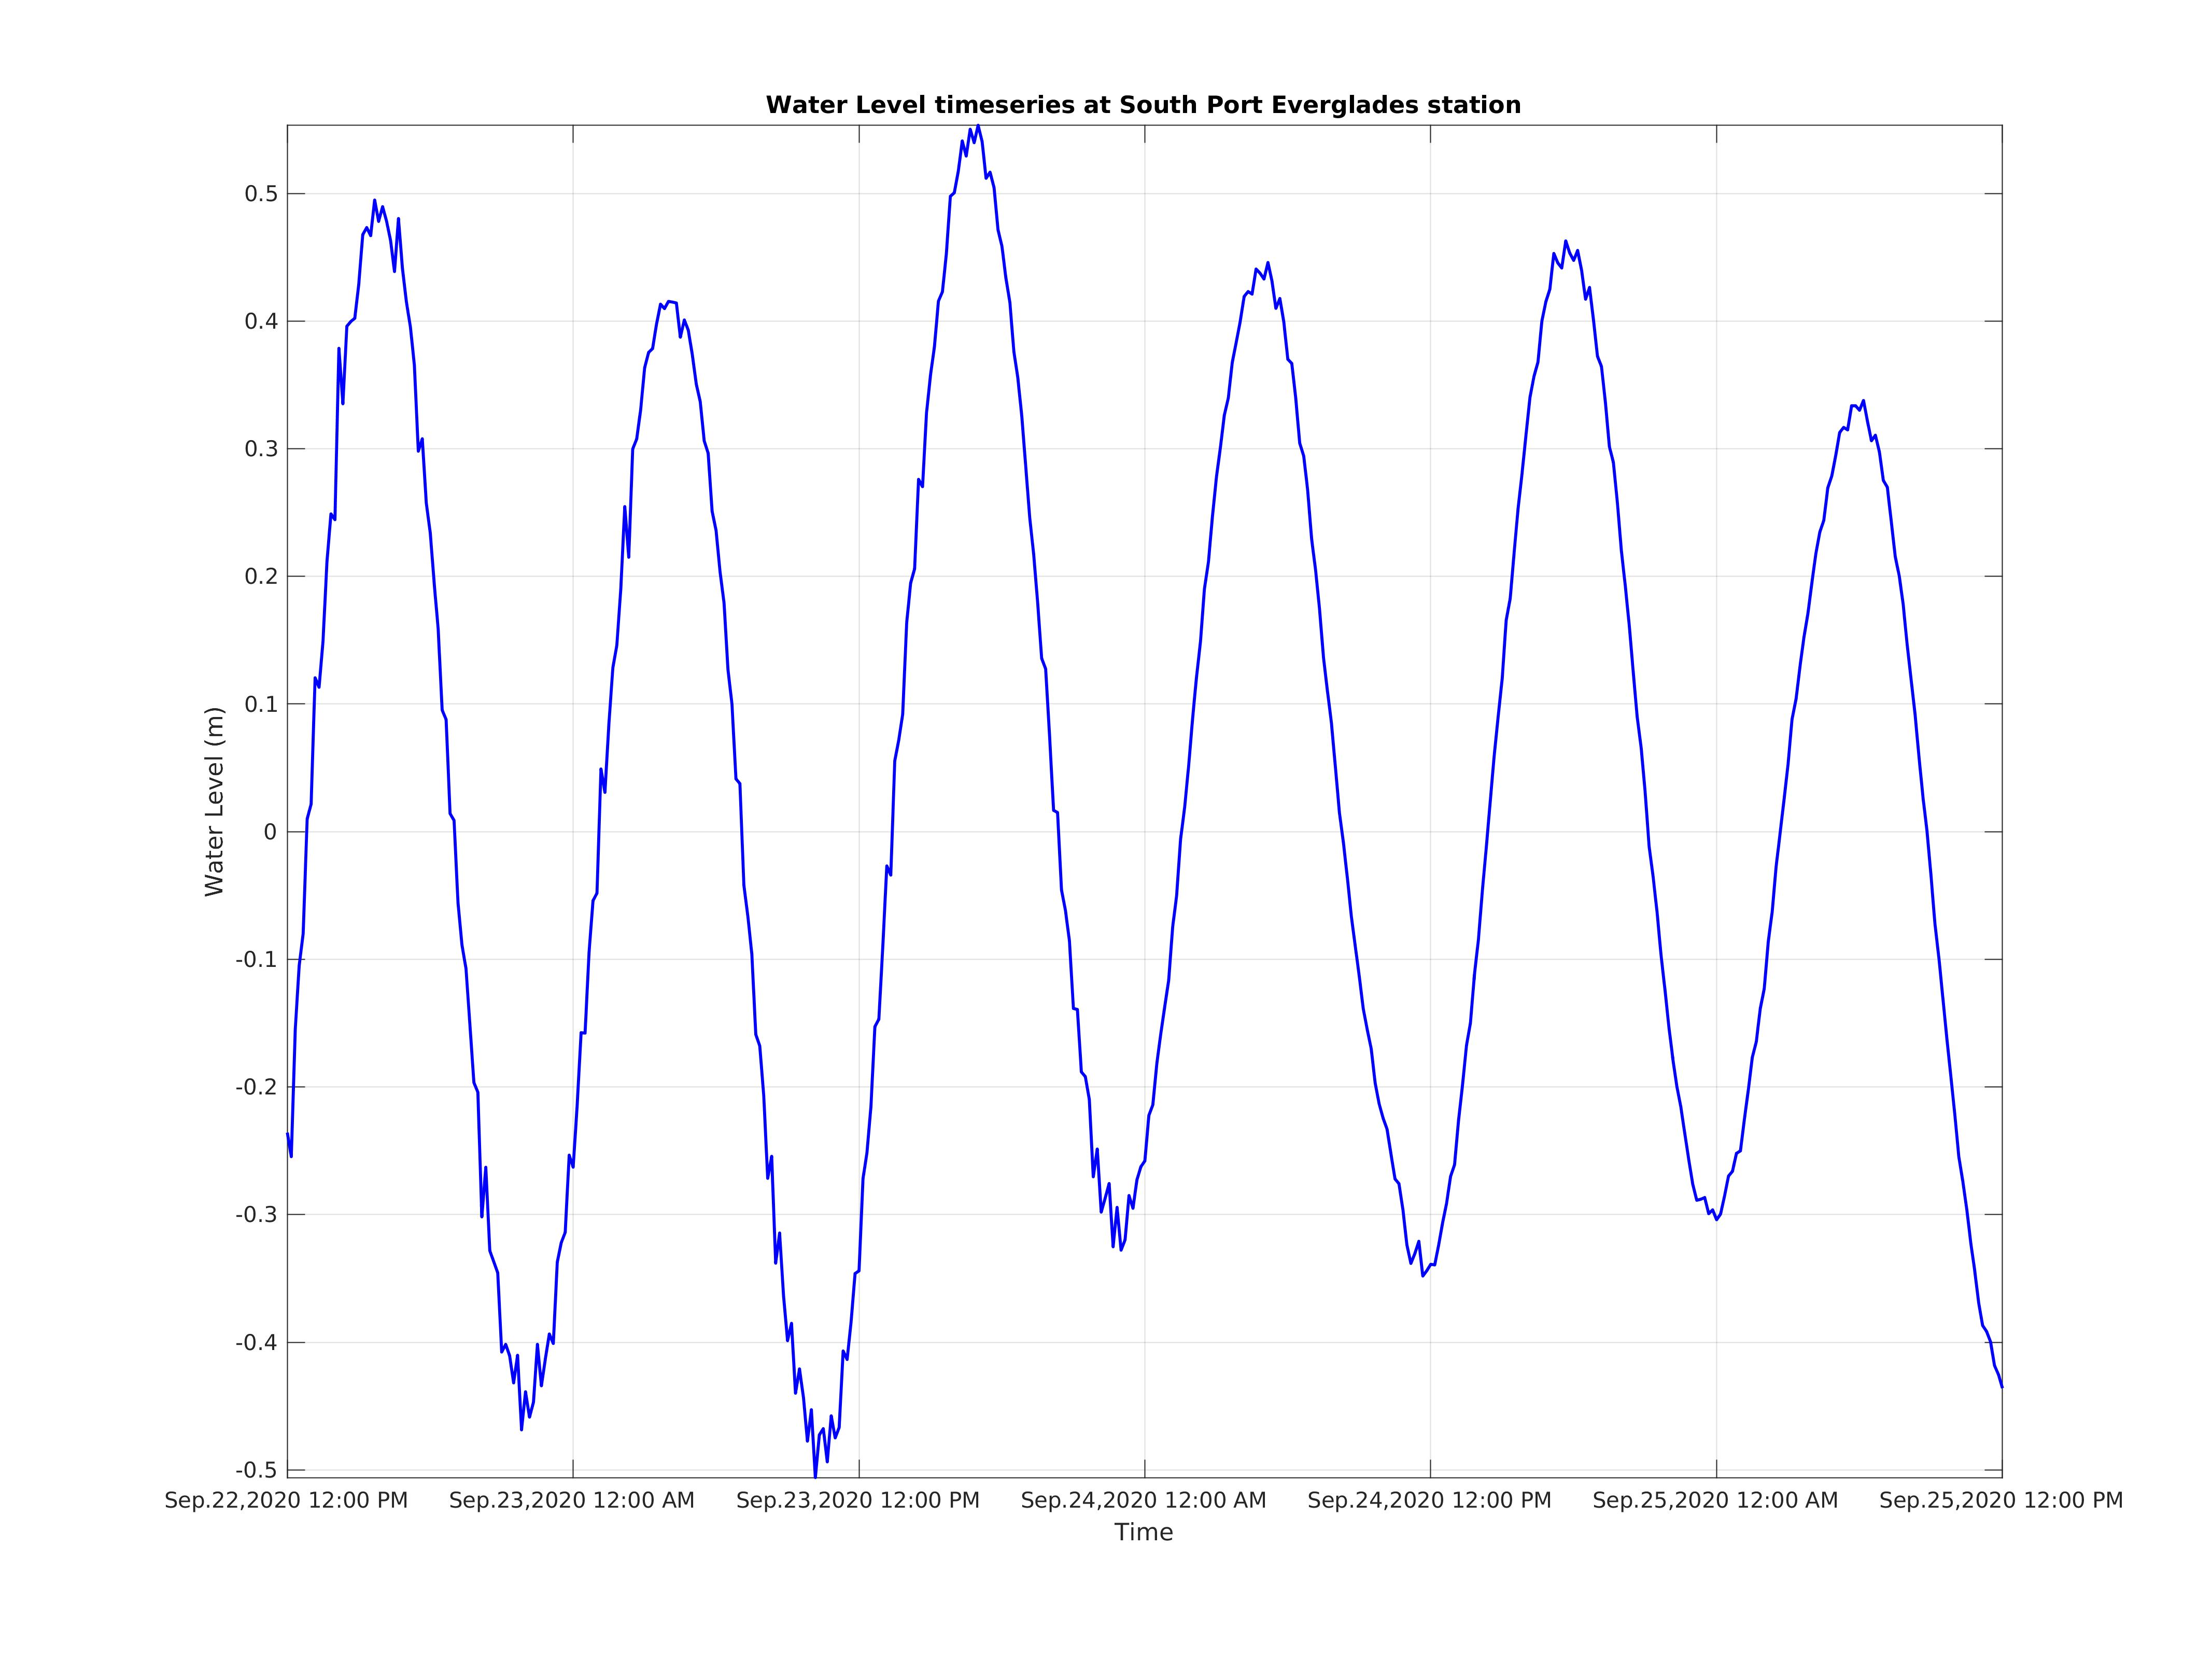 Water Level timeseries at South Port Everglades station
0.5
0.4
0.3
0.2
0.1
0
-0.1
-0.2
-0.3
-0.4
-0.5
Water Level (m)
Sep.22,2020 12:00 PM
Sep.23,2020 12:00 AM
Sep.23,2020 12:00 PM
Sep.24,2020 12:00 AM
Sep.24,2020 12:00 PM
Sep.25,2020 12:00 AM
Sep.25,2020 12:00 PM
Time